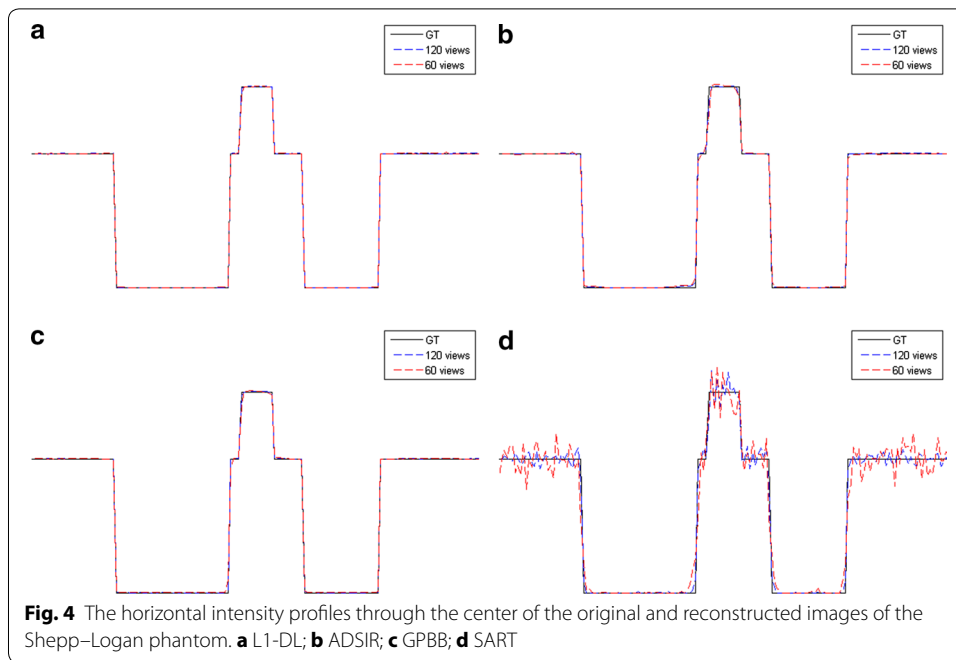 a
GT
120 views
60 views
b
GT
120 views
60 views
c
GT
120 views
60 views
d
GT
120 views
60 views
Fig. 4 The horizontal intensity profiles through the center of the original and reconstructed images of the
Shepp–Logan phantom. a L1-DL; b ADSIR; c GPBB; d SART